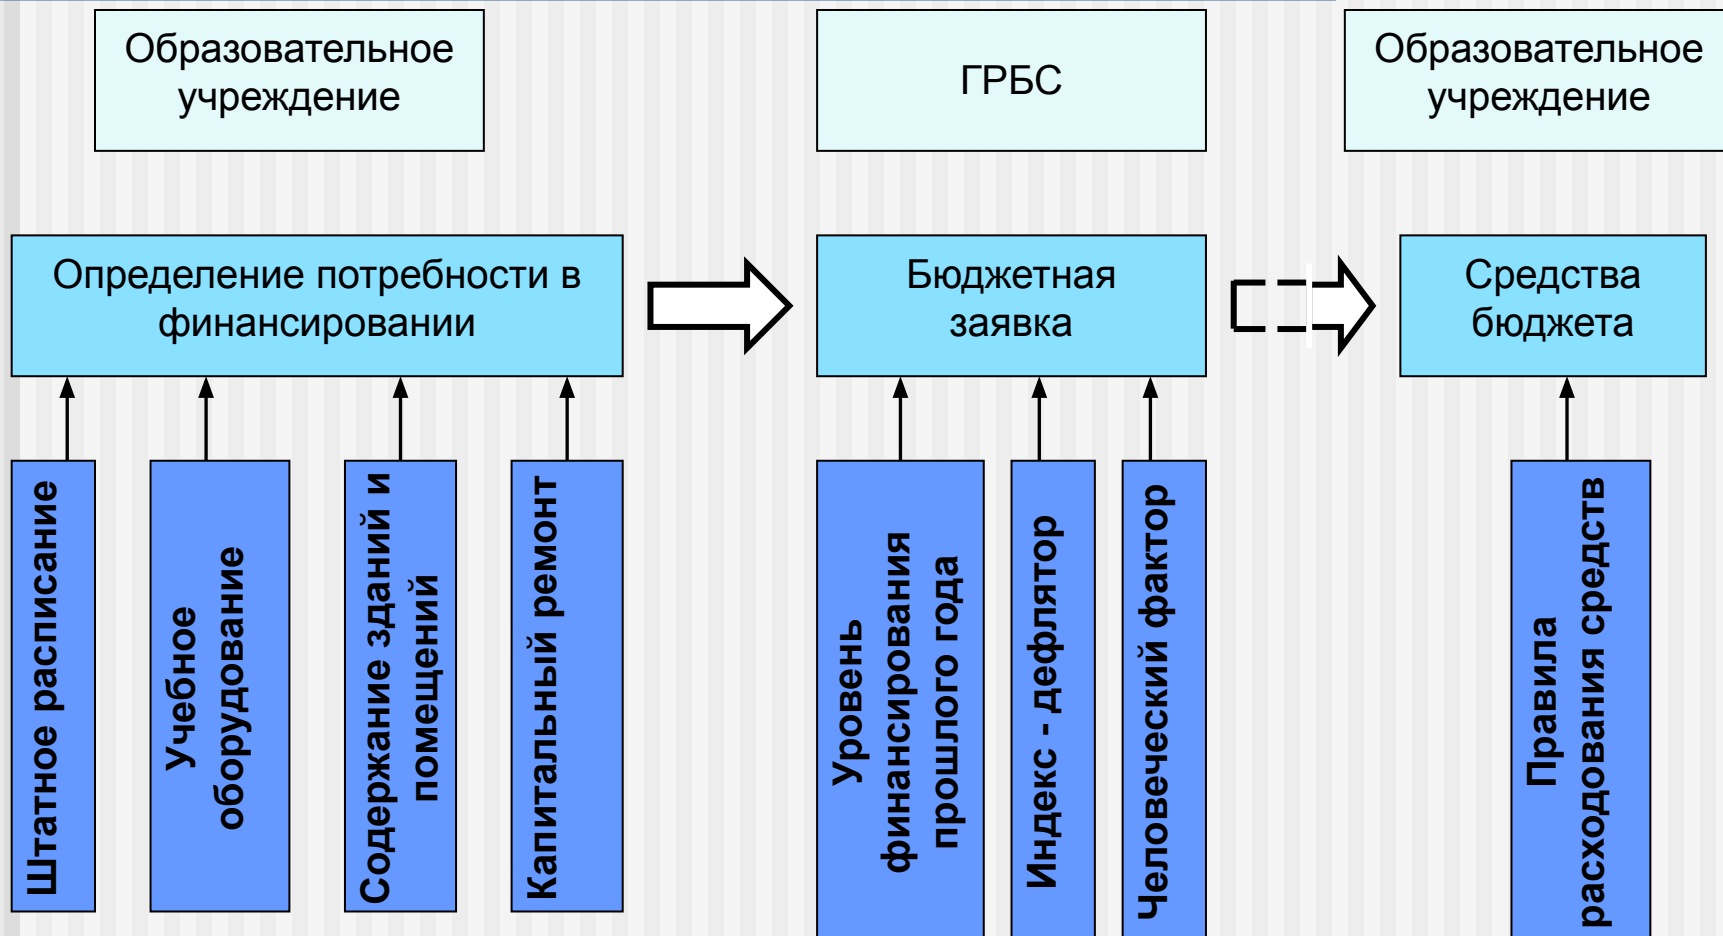 Образовательное
учреждение
ГРБС
Образовательное
учреждение
Определение потребности в
финансировании
Бюджетная
заявка
Средства
бюджета
Штатное расписание
Учебное
оборудование
Содержание зданий и
помещений
Капитальный ремонт
Уровень
финансирования
прошлого года
Индекс - дефлятор
Человеческий фактор
Правила
расходования средств